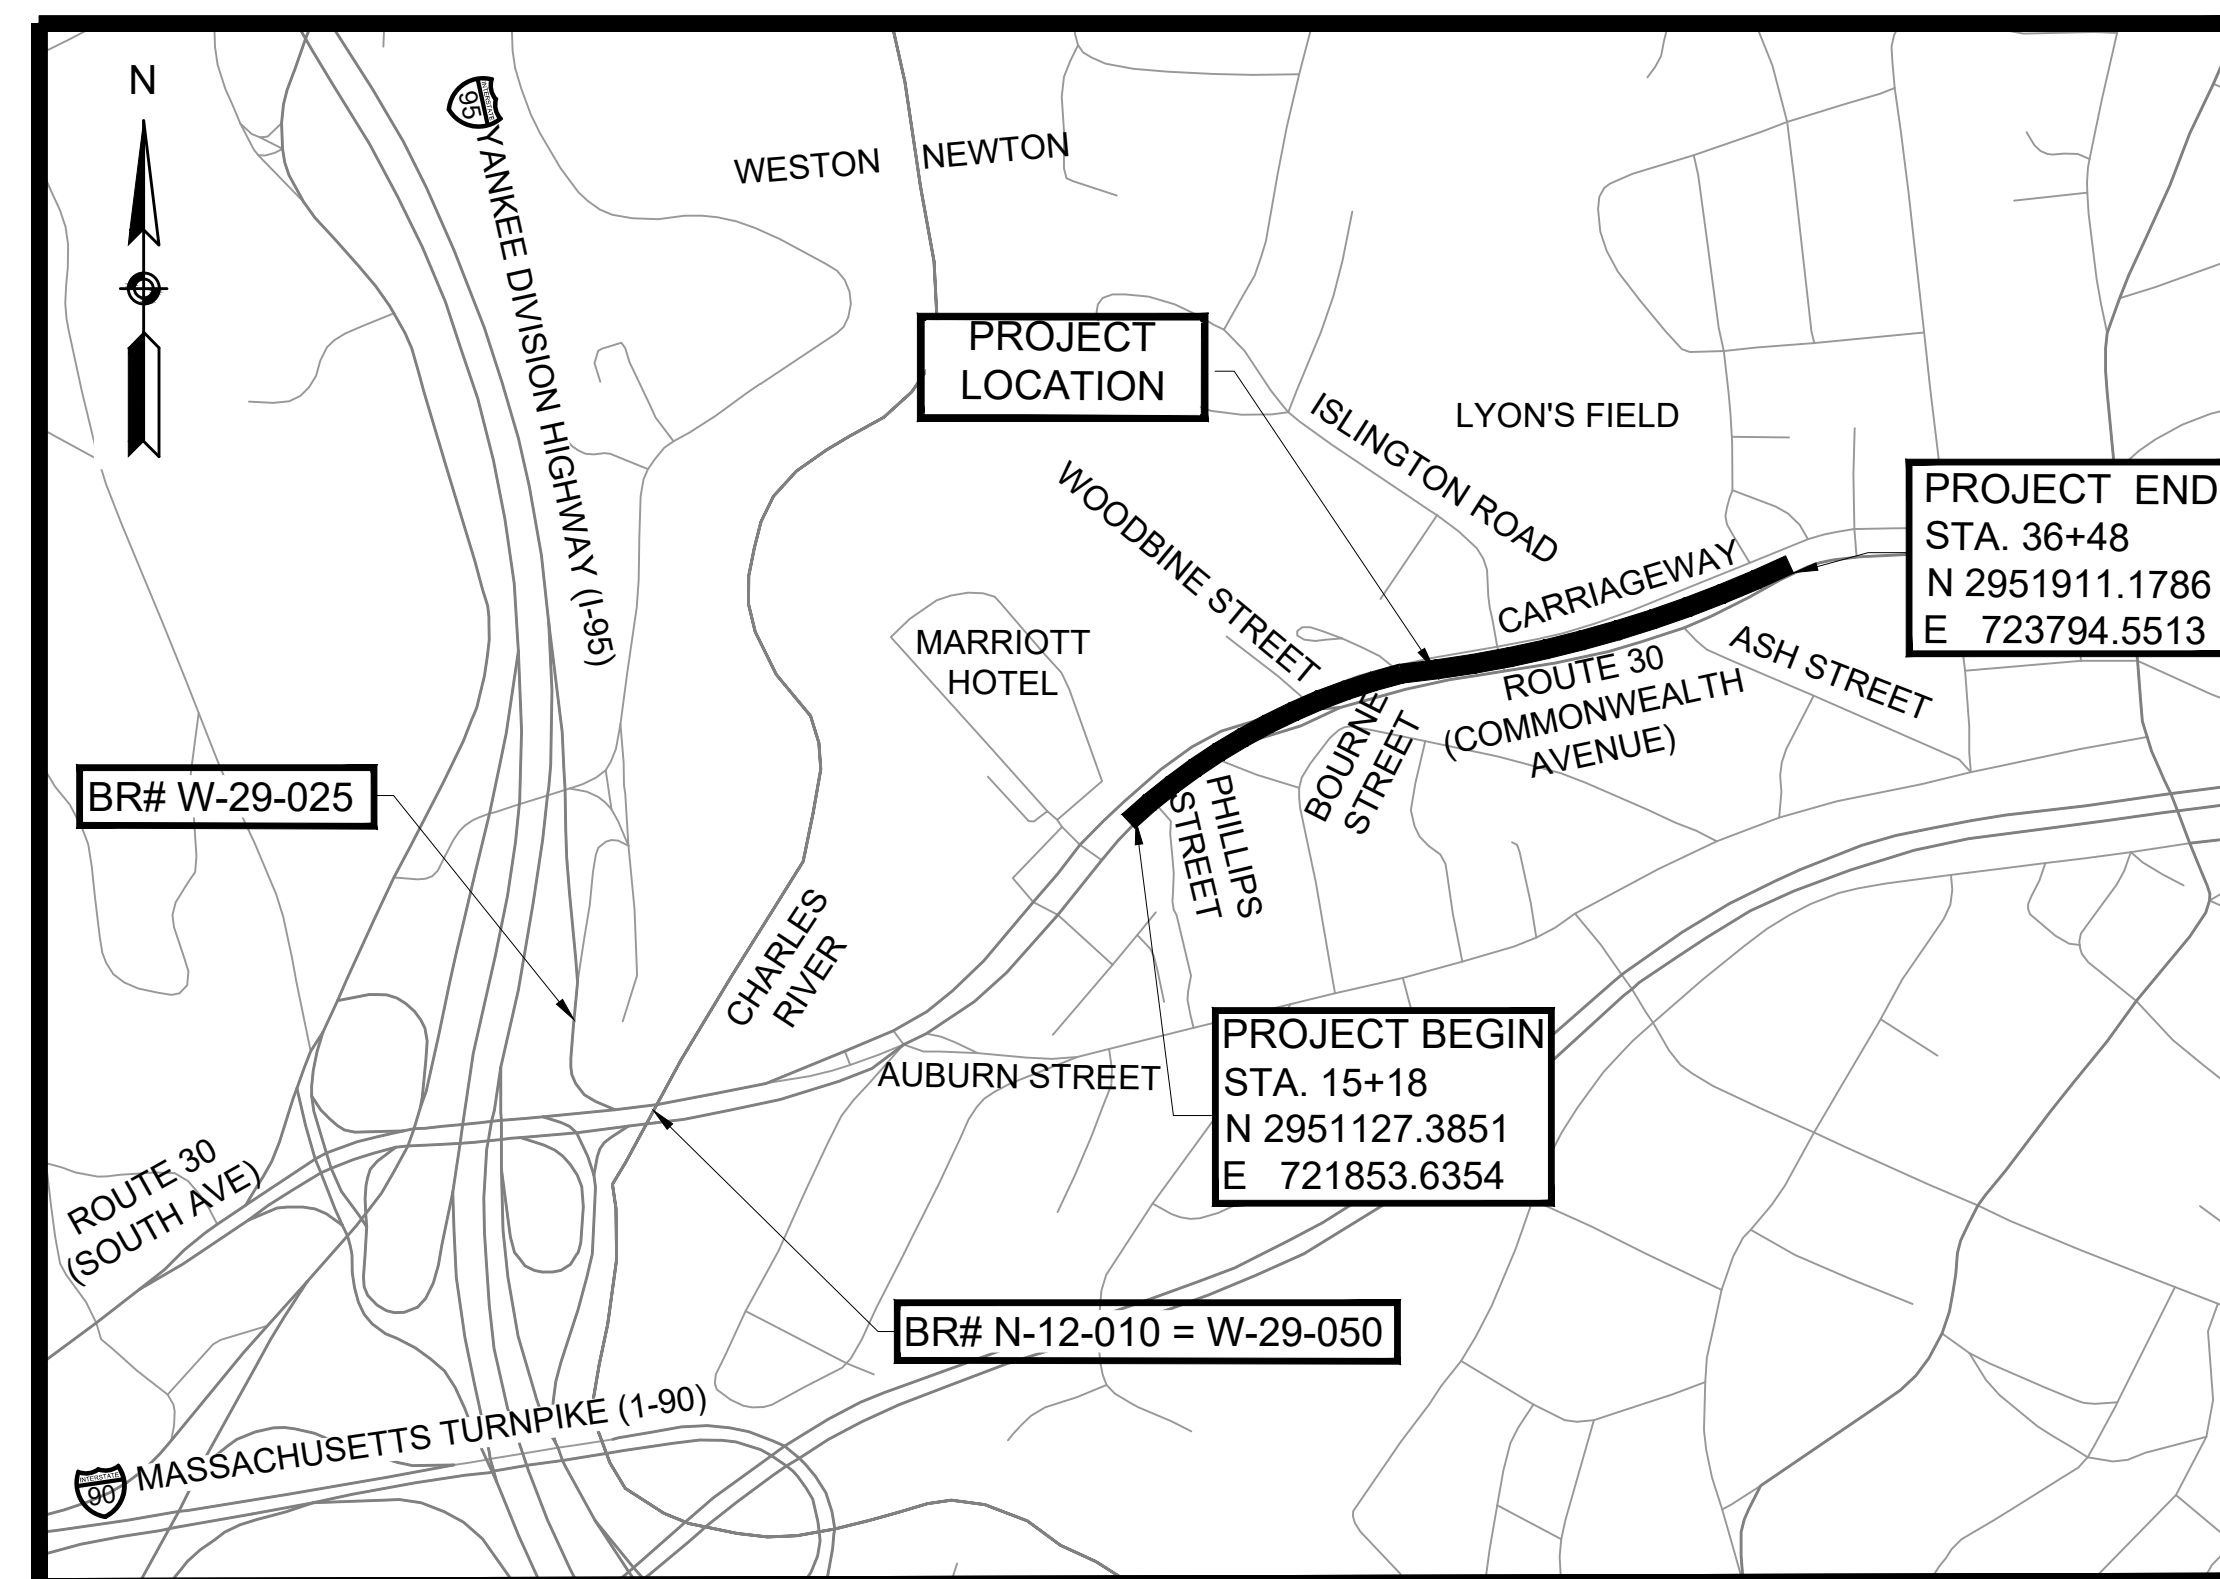 N
INTERSTATE
95
YANKEE DIVISION HIGHWAY (I-95)
WESTON
NEWTON
PROJECT
LOCATION
ISLINGTON ROAD
LYON'S FIELD
WOODBINE STREET
CARRIAGEWAY
PROJECT END
STA. 36+48
N 2951911.1786
E 723794.5513
MARRIOTT
HOTEL
ASH STREET
ROUTE 30
(COMMONWEALTH
AVENUE)
BOURNE
STREET
PHILLIPS
STREET
BR# W-29-025
CHARLES
RIVER
AUBURN STREET
PROJECT BEGIN
STA. 15+18
N 2951127.3851
E 721853.6354
ROUTE 30
(SOUTH AVE)
BR# N-12-010 = W-29-050
MASSACHUSETTS TURNPIKE (1-90)
INTERSTATE
90